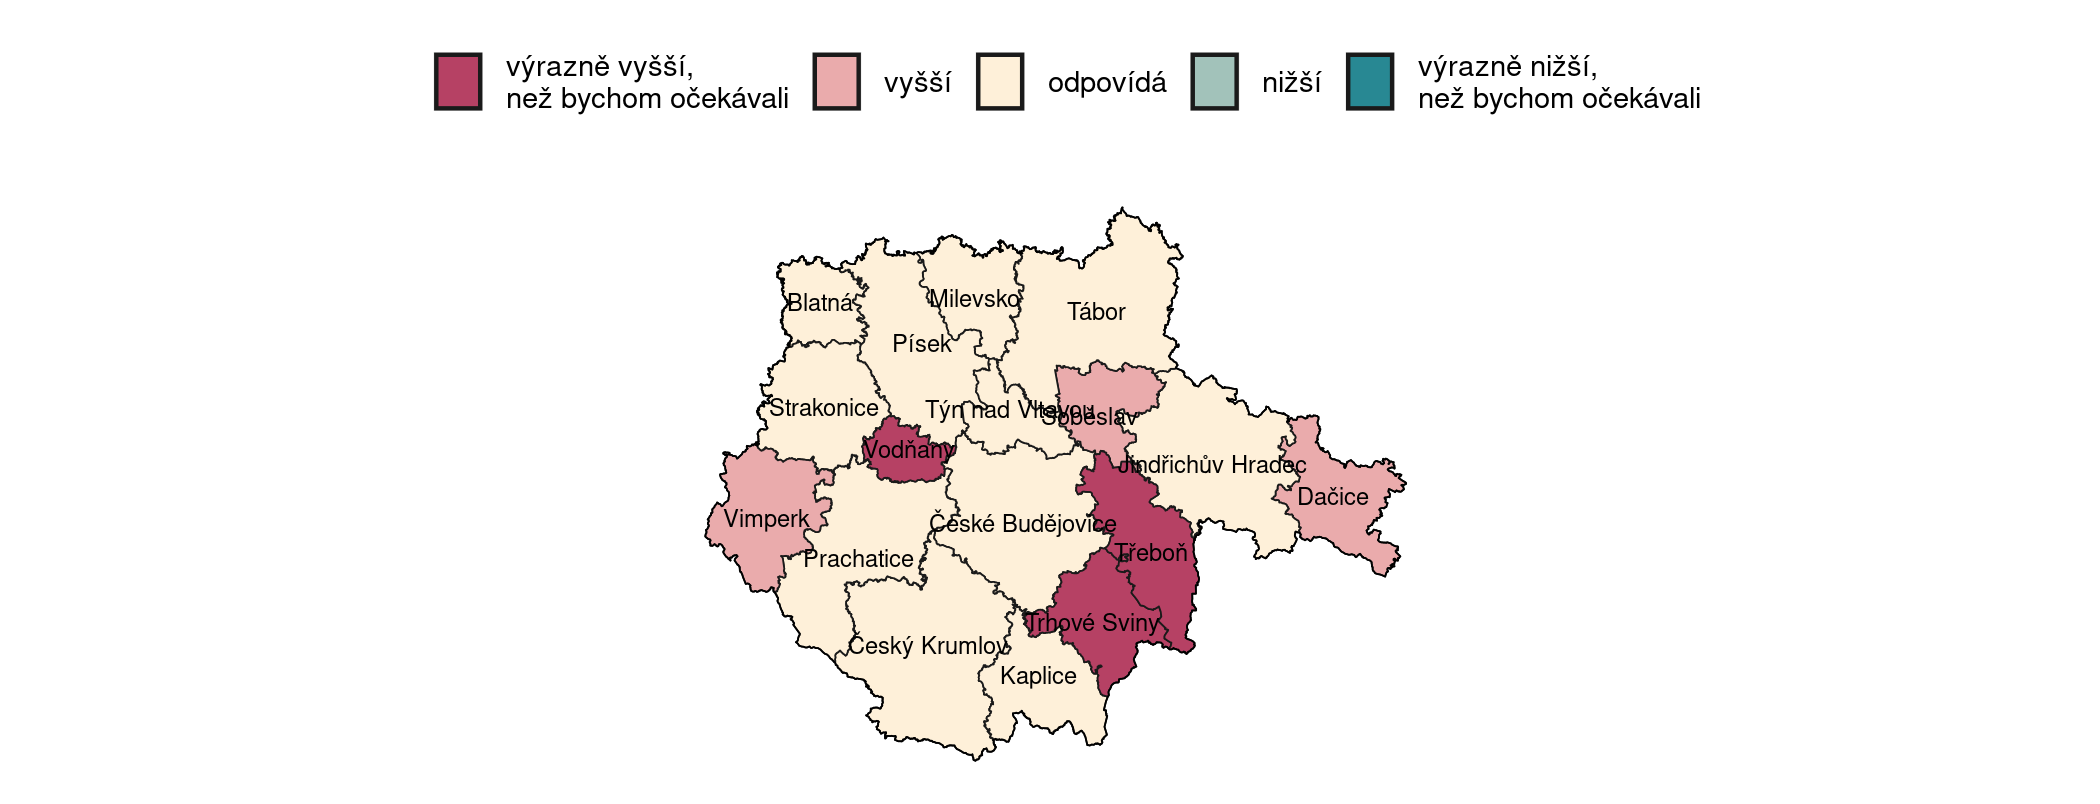 výrazně vyšší,
než bychom očekávali
vyšší
odpovídá
nižší
výrazně nižší,
než bychom očekávali
Blatná
Milevsko
Tábor
Písek
Strakonice
Týn nad Vltavou
Soběslav
Vodňany
Jindřichův Hradec
Dačice
Vimperk
České Budějovice
Třeboň
Prachatice
Trhové Sviny
Český Krumlov
Kaplice